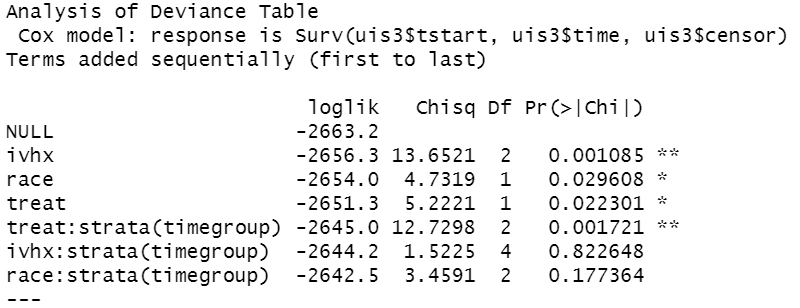 Analysis of Deviance Table
 Cox model: response is Surv(uis3$tstart, uis3$time, uis3$censor)
Terms added sequentially (first to last)

                        loglik   Chisq Df Pr(>|Chi|)
NULL                   -2663.2
ivhx                   -2656.3 13.6521  2   0.001085 **
race                   -2654.0  4.7319  1   0.029608 *
treat                  -2651.3  5.2221  1   0.022301 *
treat:strata(timegroup) -2645.0 12.7298  2   0.001721 **
ivhx:strata(timegroup) -2644.2  1.5225  4   0.822648
race:strata(timegroup) -2642.5  3.4591  2   0.177364
---